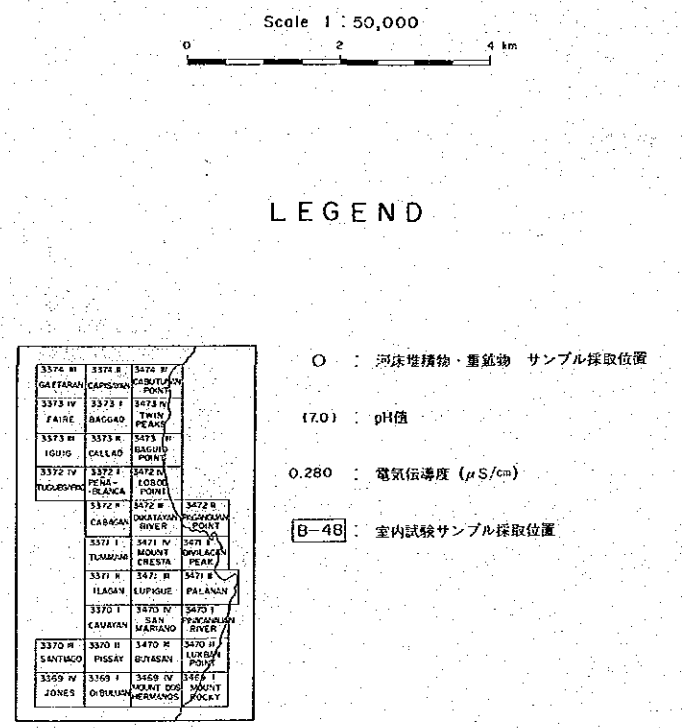 Scale 1 : 50,000
0 2 4 km
LEGEND
○ : 河床堆積物・重鉱物 サンプル採取位置
(7.0) : pH値
0.280 : 電気伝導度 (μS/cm)
B-48 : 室内試験サンプル採取位置
3374 III 3374 II 3474 III
GATTARAN CAPISSAYAN CABUTUNAN POINT
3373 IV 3373 I 3473 IV
FAIRE BAGGAO TWIN PEAKS
3373 III 3373 II 3473 III
IGUIG CALLAO BAGUIO POINT
3372 IV 3372 I 3472 IV
TUGUEGARAO PEÑA-BLANCA LOBOD POINT
3372 II 3472 III 3472 II
CABAGAN DIKATAYAN RIVER POINT
3371 I 3471 IV 3471 I
TUMAUINI MOUNT CRESTA DIVILACAN PEAK
3371 II 3471 III 3471 II
ILAGAN LUPIGUE PALANAN
3370 I 3470 IV 3470 I
CAUAYAN SAN MARIANO PINACANAUAN RIVER
3370 III 3370 II 3470 III 3470 II
SANTIAGO PISSAY BUYASAN LUXBAN POINT
3369 IV 3369 I 3469 IV 3469 I
JONES DIBULUAN MOUNT DOS HERMANOS MOUNT ROCKY